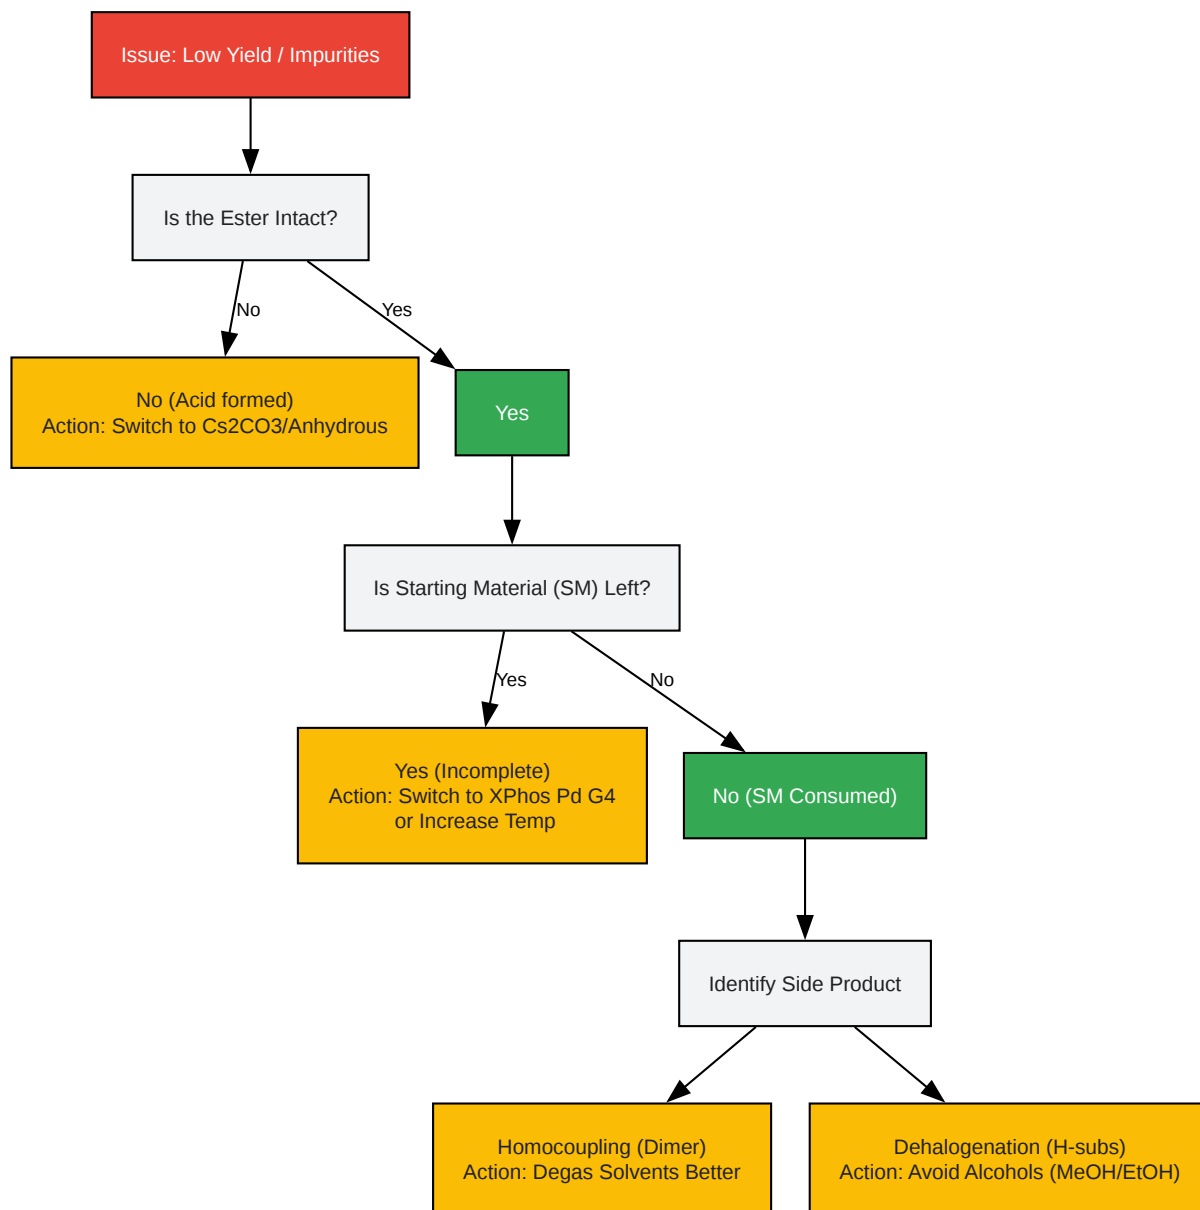 Issue: Low Yield / Impurities
Is the Ester Intact?
No
Yes
No (Acid formed)
Action: Switch to Cs2CO3/Anhydrous
Yes
Is Starting Material (SM) Left?
Yes
No
Yes (Incomplete)
Action: Switch to XPhos Pd G4
or Increase Temp
No (SM Consumed)
Identify Side Product
Homocoupling (Dimer)
Action: Degas Solvents Better
Dehalogenation (H-subs)
Action: Avoid Alcohols (MeOH/EtOH)